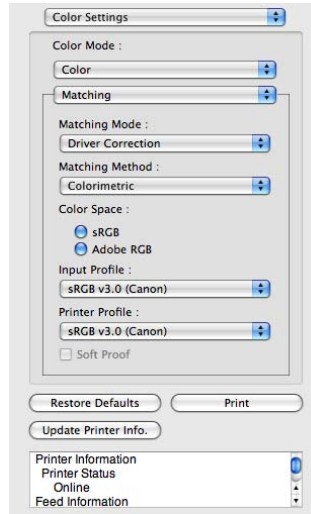 Color Settings
Color Mode :
Color
Matching
Matching Mode :
Driver Correction
Matching Method :
Colorimetric
Color Space :
sRGB
Adobe RGB
Input Profile :
sRGB v3.0 (Canon)
Printer Profile :
sRGB v3.0 (Canon)
Soft Proof
Restore Defaults Print
Update Printer Info.
Printer Information
Printer Status
Online
Feed Information